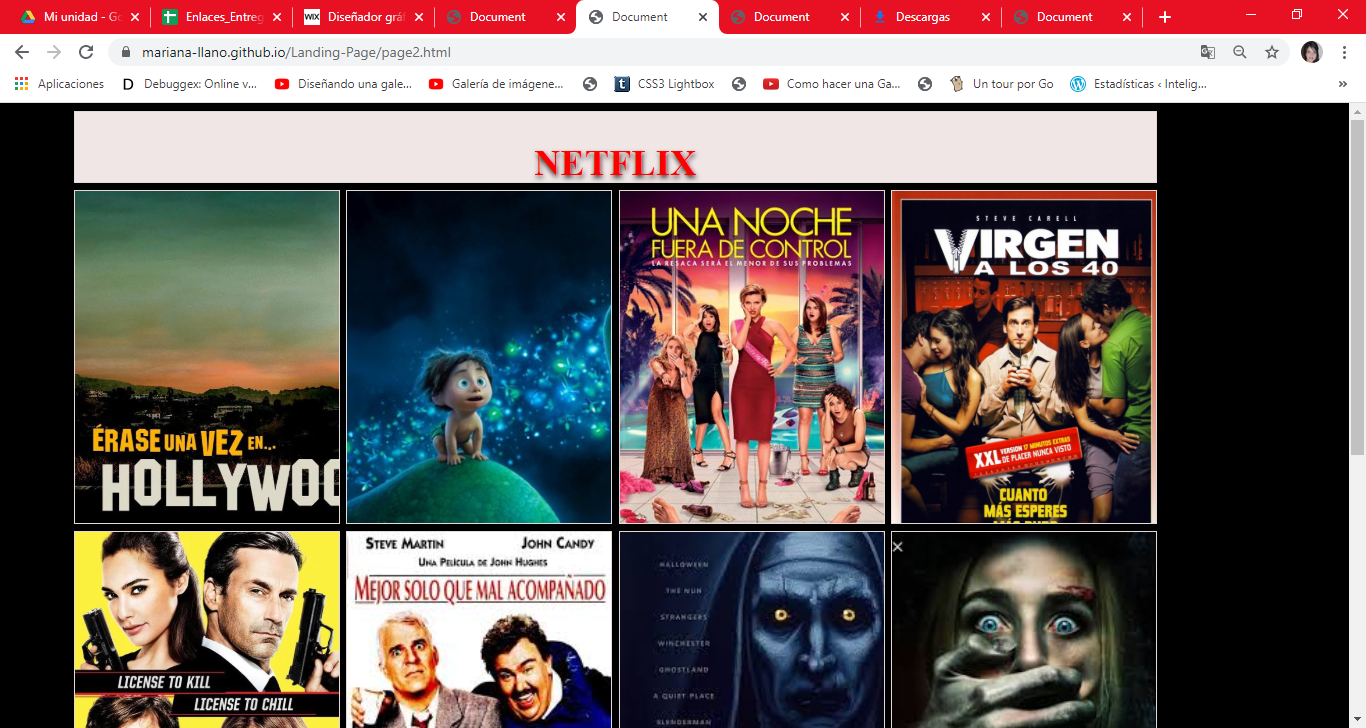 Mi unidad - Go
Enlaces_Entreg
WIX Diseñador gráf
Document
Document
Document
Descargas
Document
mariana-llano.github.io/Landing-Page/page2.html
Aplicaciones
D Debuggex: Online v...
Diseñando una gale...
Galería de imágene...
t CSS3 Lightbox
Como hacer una Ga...
Un tour por Go
Estadísticas ‹ Intelig...
»
NETFLIX
ÉRASE UNA VEZ EN...
HOLLYWOO
UNA NOCHE
FUERA DE CONTROL
LA RESACA SERÁ EL MENOR DE SUS PROBLEMAS
STEVE CARELL
VIRGEN
A LOS 40
XXL VERSION 17 MINUTOS EXTRAS
DE PLACER NUNCA VISTO
CUANTO
MÁS ESPERES
LICENSE TO KILL
LICENSE TO CHILL
STEVE MARTIN
JOHN CANDY
UNA PELÍCULA DE JOHN HUGHES
MEJOR SOLO QUE MAL ACOMPAÑADO
HALLOWEEN
THE NUN
STRANGERS
WINCHESTER
GHOSTLAND
A QUIET PLACE
SLENDERMAN